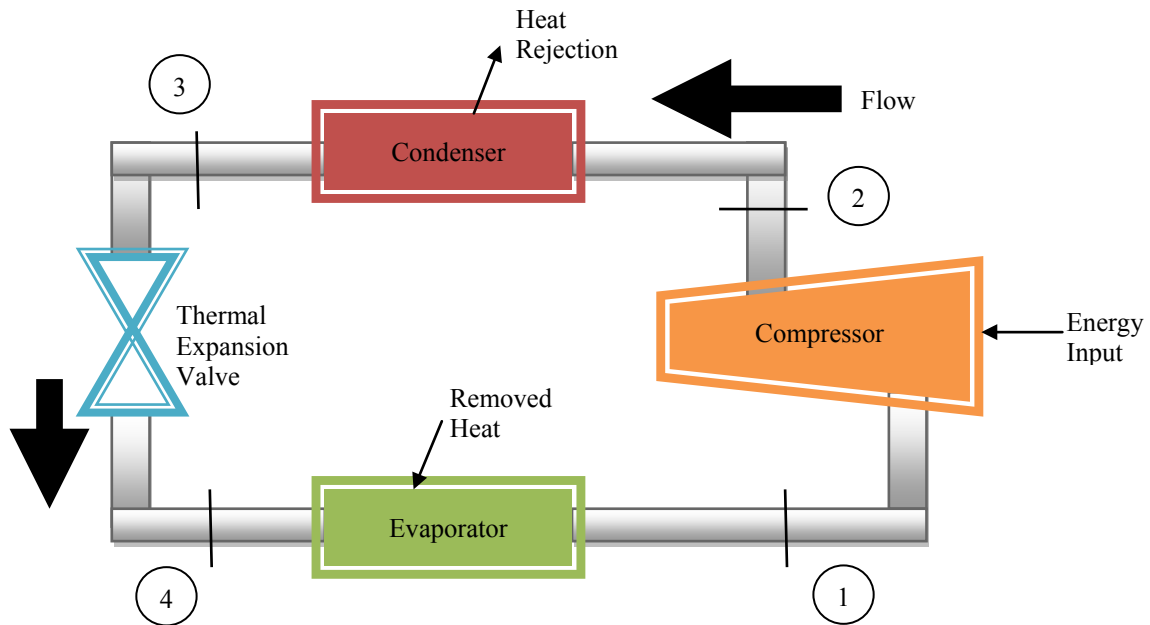 Heat
Rejection
3
Flow
Condenser
2
Thermal
Expansion
Valve
Compressor
Energy
Input
Removed
Heat
Evaporator
4
1